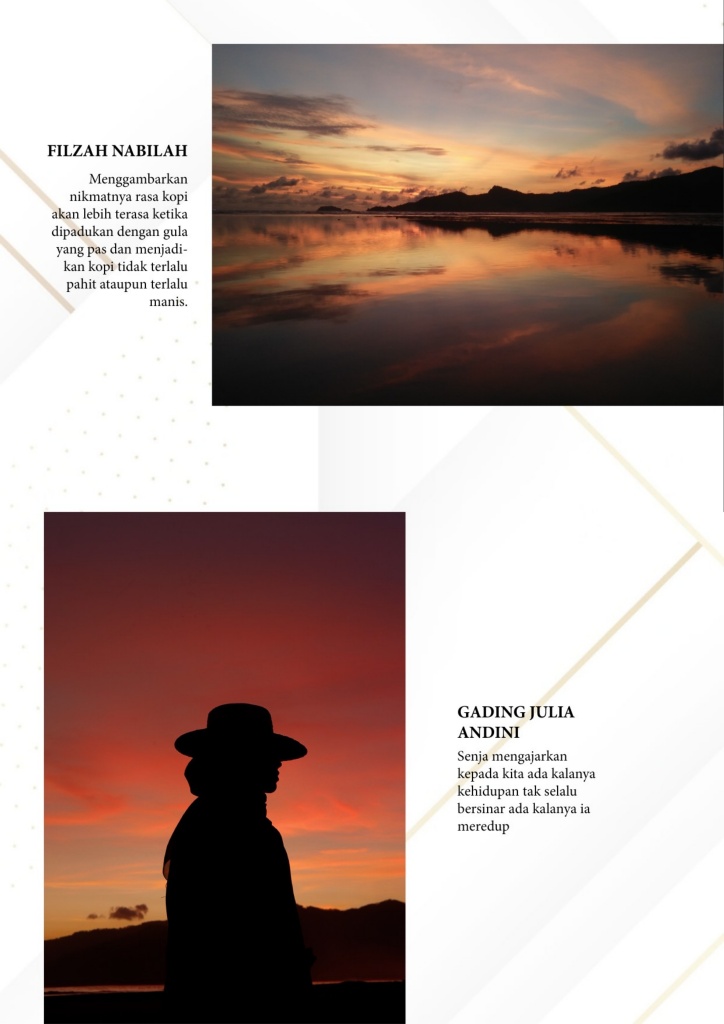 FILZAH NABILAH
Menggambarkan
nikmatnya rasa kopi
akan lebih terasa ketika
dipadukan dengan gula
yang pas dan menjadi-
kan kopi tidak terlalu
pahit ataupun terlalu
manis.
GADING JULIA
ANDINI
Senja mengajarkan
kepada kita ada kalanya
kehidupan tak selalu
bersinar ada kalanya ia
meredup